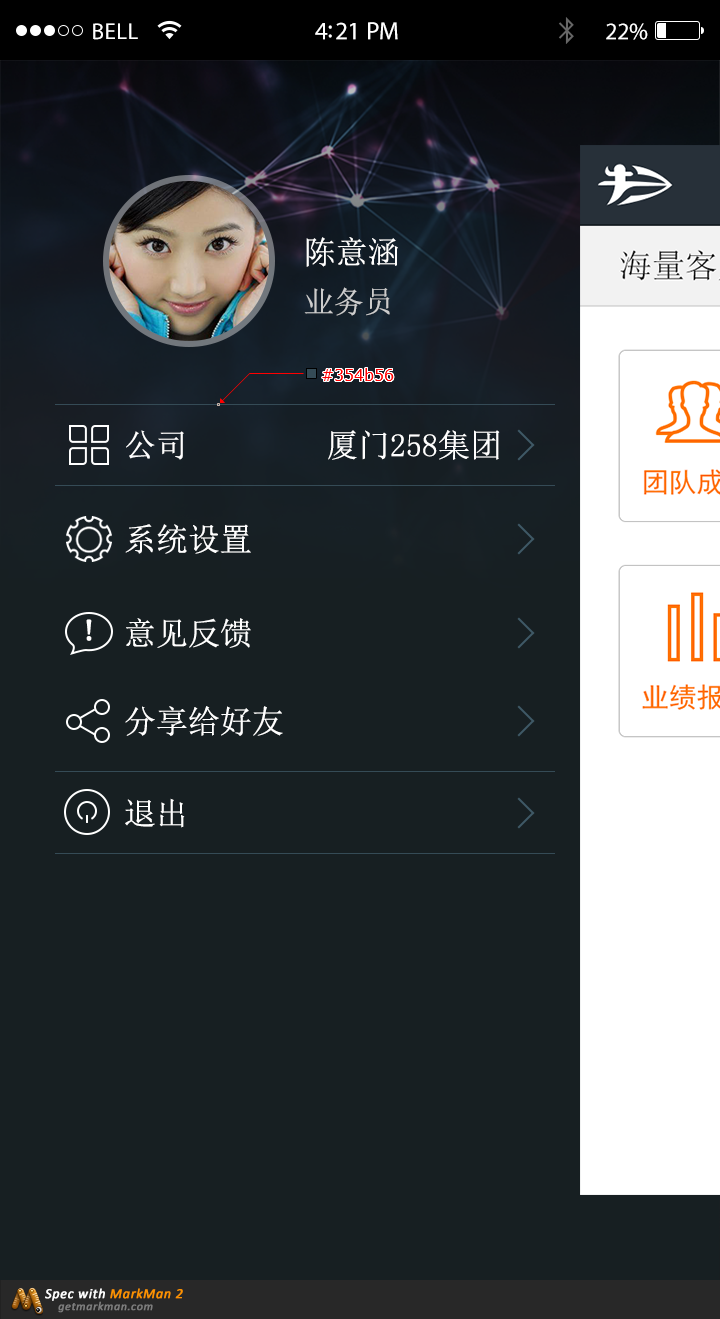 BELL 4:21 PM 22%
陈意涵
业务员
海量客
#354b56
公司 厦门258集团
团队成
系统设置
意见反馈
业绩报
分享给好友
退出
Spec with MarkMan 2
getmarkman.com